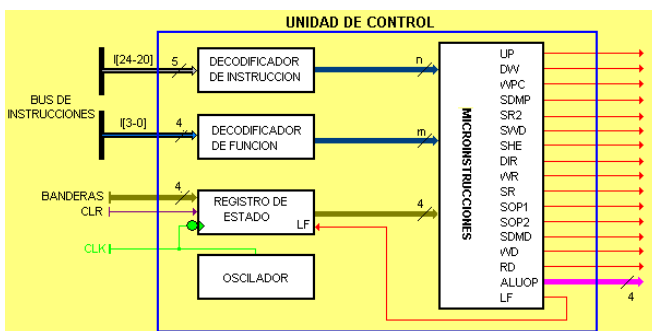 UNIDAD DE CONTROL
I[24-20]
5
DECODIFICADOR
DE INSTRUCCION
n
BUS DE
INSTRUCCIONES
I[3-0]
4
DECODIFICADOR
DE FUNCION
m
BANDERAS
4
CLR
REGISTRO DE
ESTADO
LF
4
CLK
OSCILADOR
MICROINSTRUCCIONES
UP
DW
WPC
SDMP
SR2
SWD
SHE
DIR
WR
SR
SOP1
SOP2
SDMD
WD
RD
ALUOP
4
LF